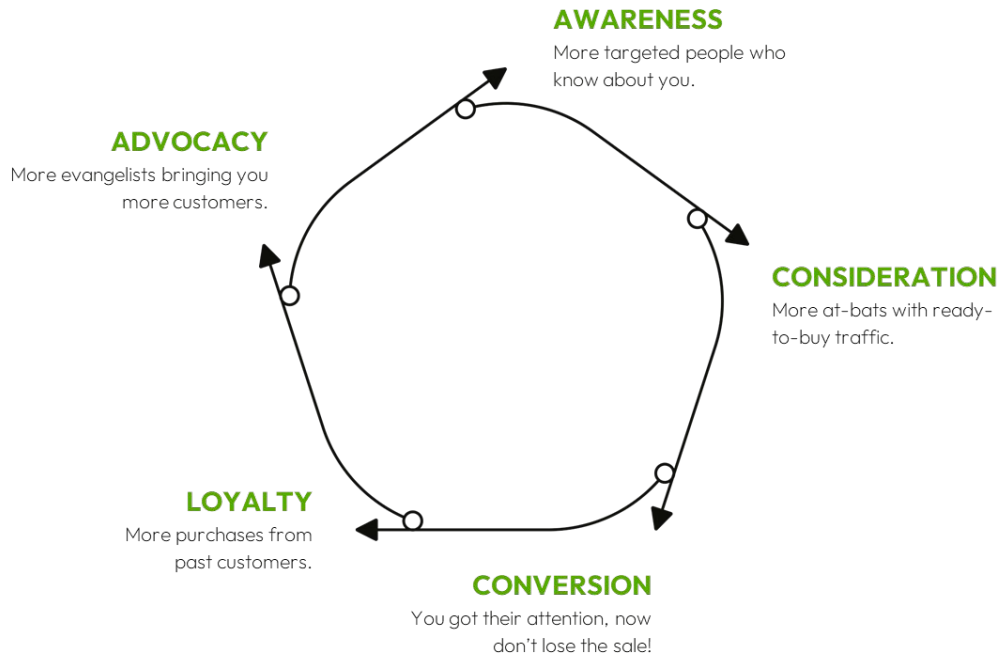 AWARENESS
More targeted people who
know about you.
ADVOCACY
More evangelists bringing you
more customers.
CONSIDERATION
More at-bats with ready-
to-buy traffic.
LOYALTY
More purchases from
past customers.
CONVERSION
You got their attention, now
don’t lose the sale!